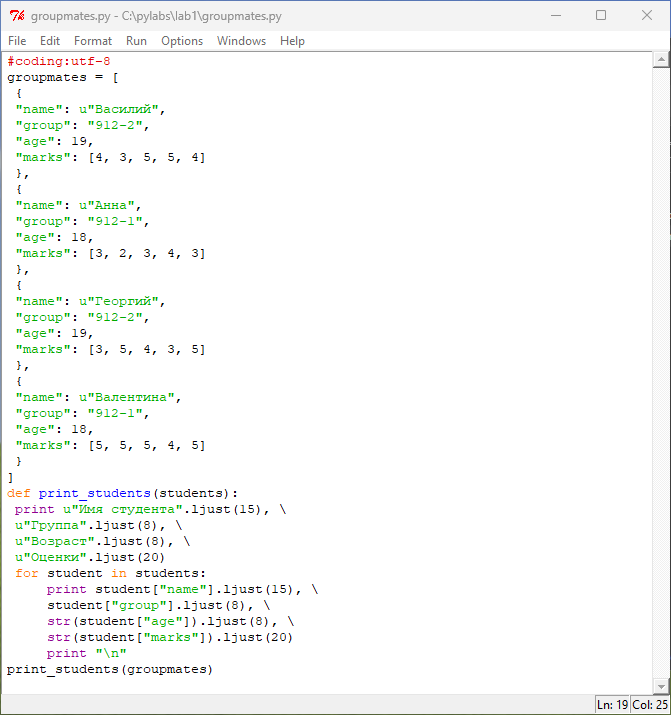 groupmates.py - C:\pylabs\lab1\groupmates.py
File Edit Format Run Options Windows Help
#coding:utf-8
groupmates = [
 {
 "name": u"Василий",
 "group": "912-2",
 "age": 19,
 "marks": [4, 3, 5, 5, 4]
 },
 {
 "name": u"Анна",
 "group": "912-1",
 "age": 18,
 "marks": [3, 2, 3, 4, 3]
 },
 {
 "name": u"Георгий",
 "group": "912-2",
 "age": 19,
 "marks": [3, 5, 4, 3, 5]
 },
 {
 "name": u"Валентина",
 "group": "912-1",
 "age": 18,
 "marks": [5, 5, 5, 4, 5]
 }
]
def print_students(students):
 print u"Имя студента".ljust(15), \
 u"Группа".ljust(8), \
 u"Возраст".ljust(8), \
 u"Оценки".ljust(20)
 for student in students:
     print student["name"].ljust(15), \
     student["group"].ljust(8), \
     str(student["age"]).ljust(8), \
     str(student["marks"]).ljust(20)
     print "\n"
print_students(groupmates)
Ln: 19 Col: 25